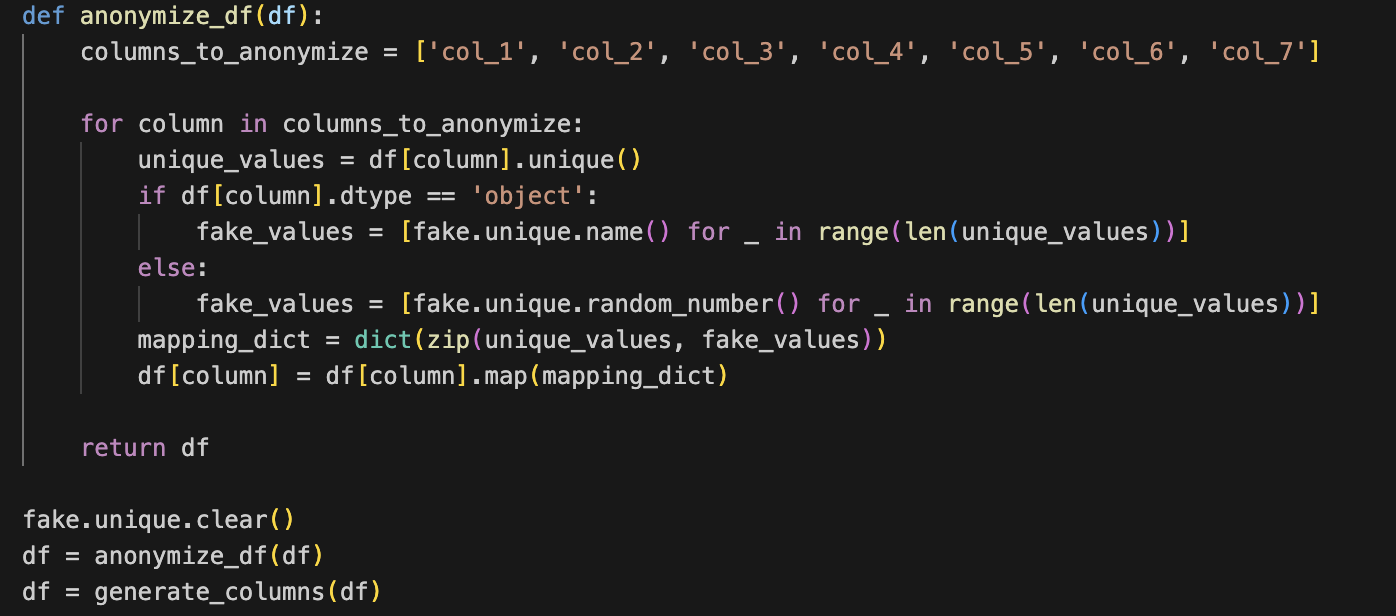 def anonymize_df(df):
    columns_to_anonymize = ['col_1', 'col_2', 'col_3', 'col_4', 'col_5', 'col_6', 'col_7']

    for column in columns_to_anonymize:
        unique_values = df[column].unique()
        if df[column].dtype == 'object':
            fake_values = [fake.unique.name() for _ in range(len(unique_values))]
        else:
            fake_values = [fake.unique.random_number() for _ in range(len(unique_values))]
        mapping_dict = dict(zip(unique_values, fake_values))
        df[column] = df[column].map(mapping_dict)

    return df

fake.unique.clear()
df = anonymize_df(df)
df = generate_columns(df)